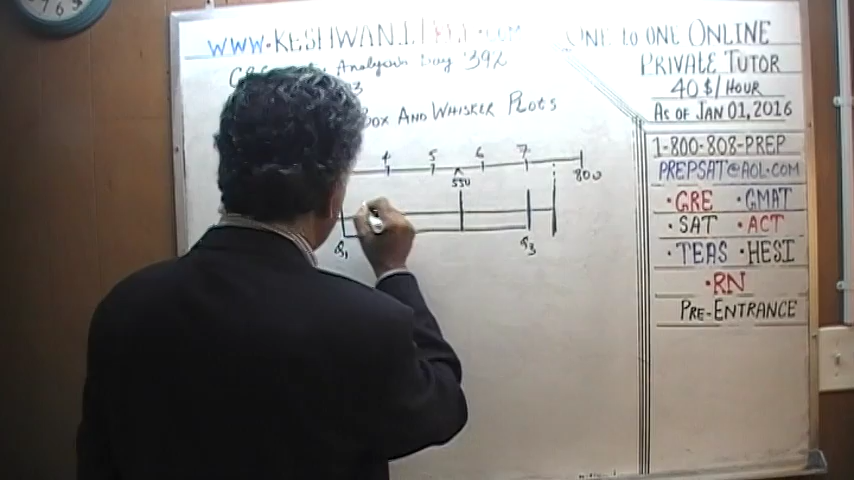 ONE TO ONE ONLINE
PRIVATE TUTOR
40 $/HOUR
AS OF JAN 01, 2016
1-800-808-PREP
PREPSAT@AOL.COM
• GRE • GMAT
• SAT • ACT
• TEAS • HESI
• RN
PRE-ENTRANCE
Analysis Day 392
BOX AND WHISKER PLOTS
4 5 6 7
550 800
Q1 Q3